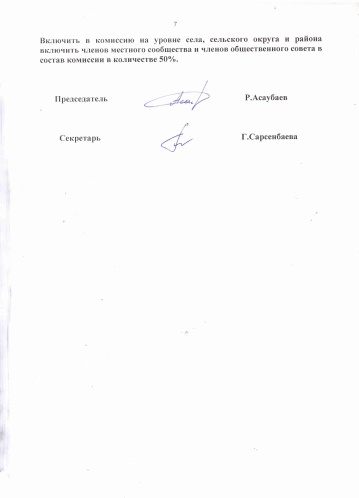 7
Включить в комиссию на уровне села, сельского округа и района
включить членов местного сообщества и членов общественного совета в
состав комиссии в количестве 50%.
Председатель Р.Асаубаев
Секретарь Г.Сарсенбаева